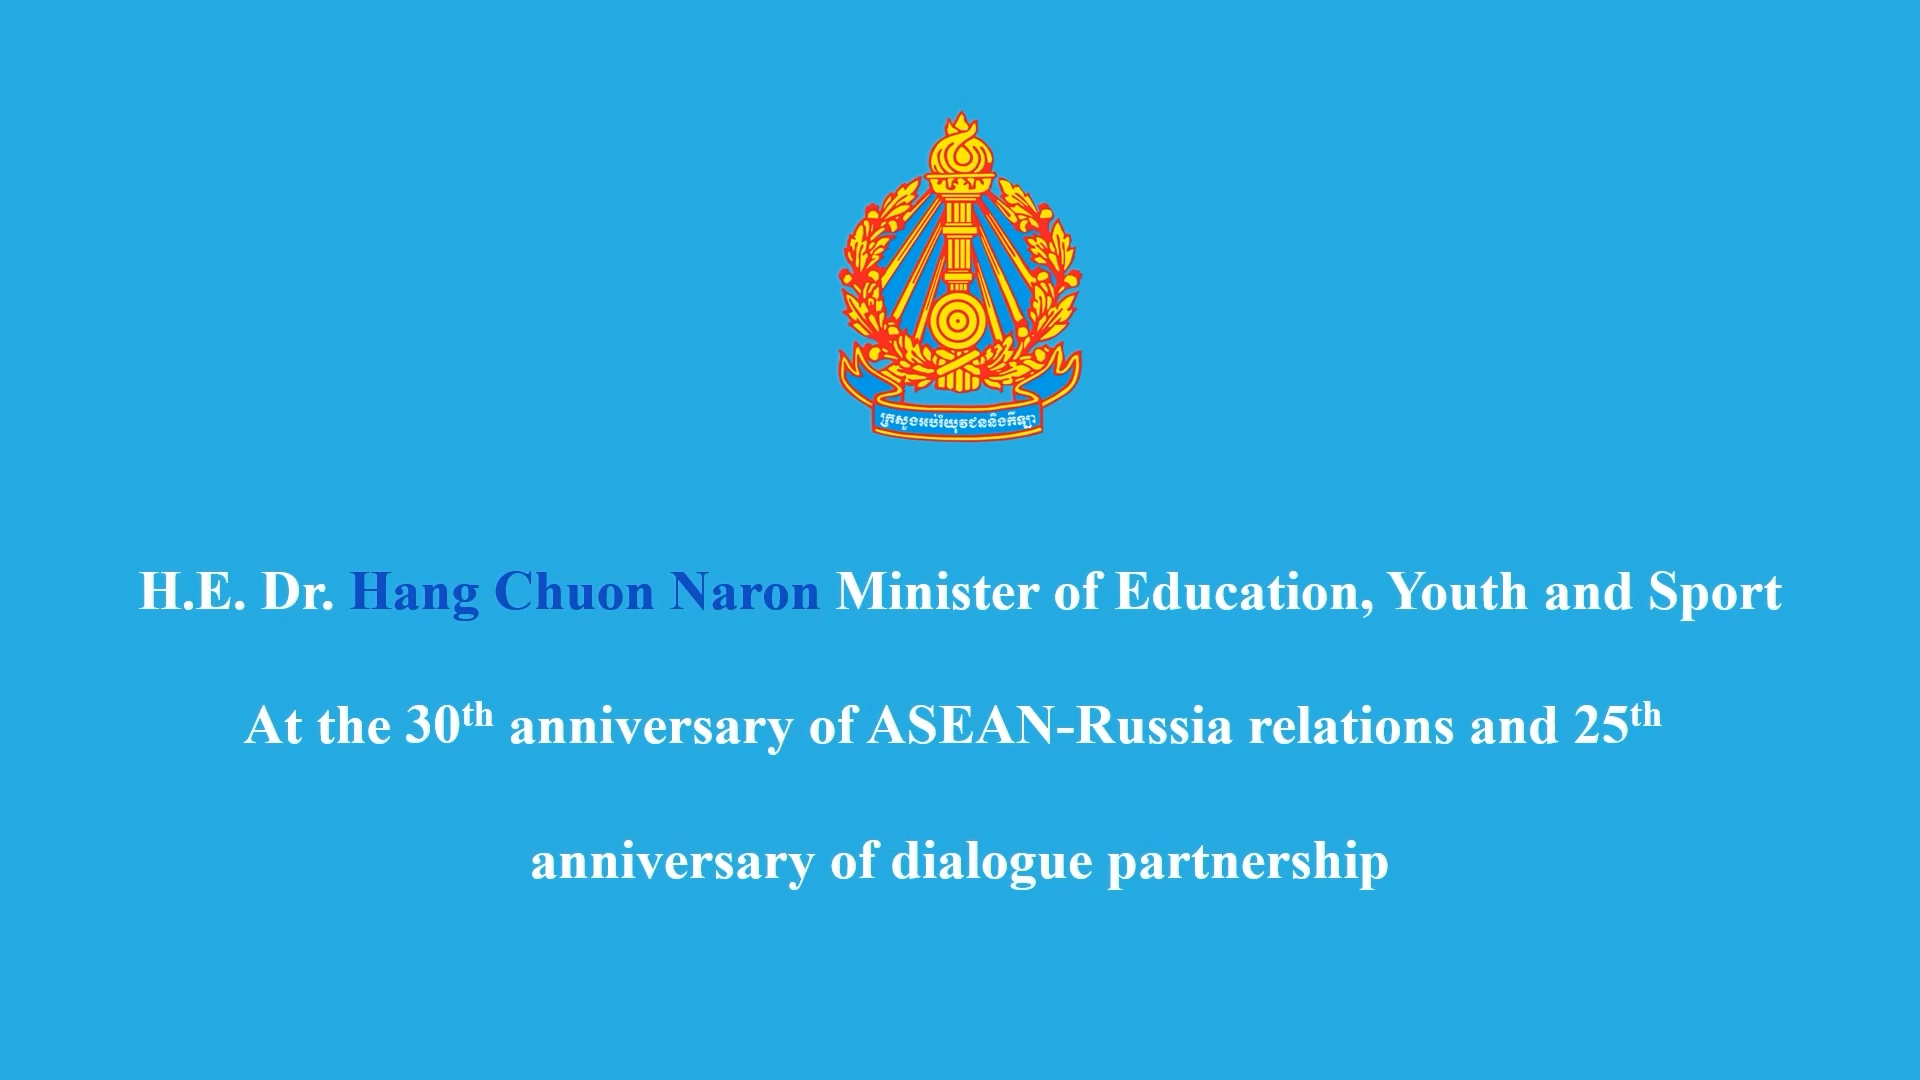 ក្រសួងអប់រំយុវជននិងកីឡា
H.E. Dr. Hang Chuon Naron Minister of Education, Youth and Sport
At the 30th anniversary of ASEAN-Russia relations and 25th
anniversary of dialogue partnership